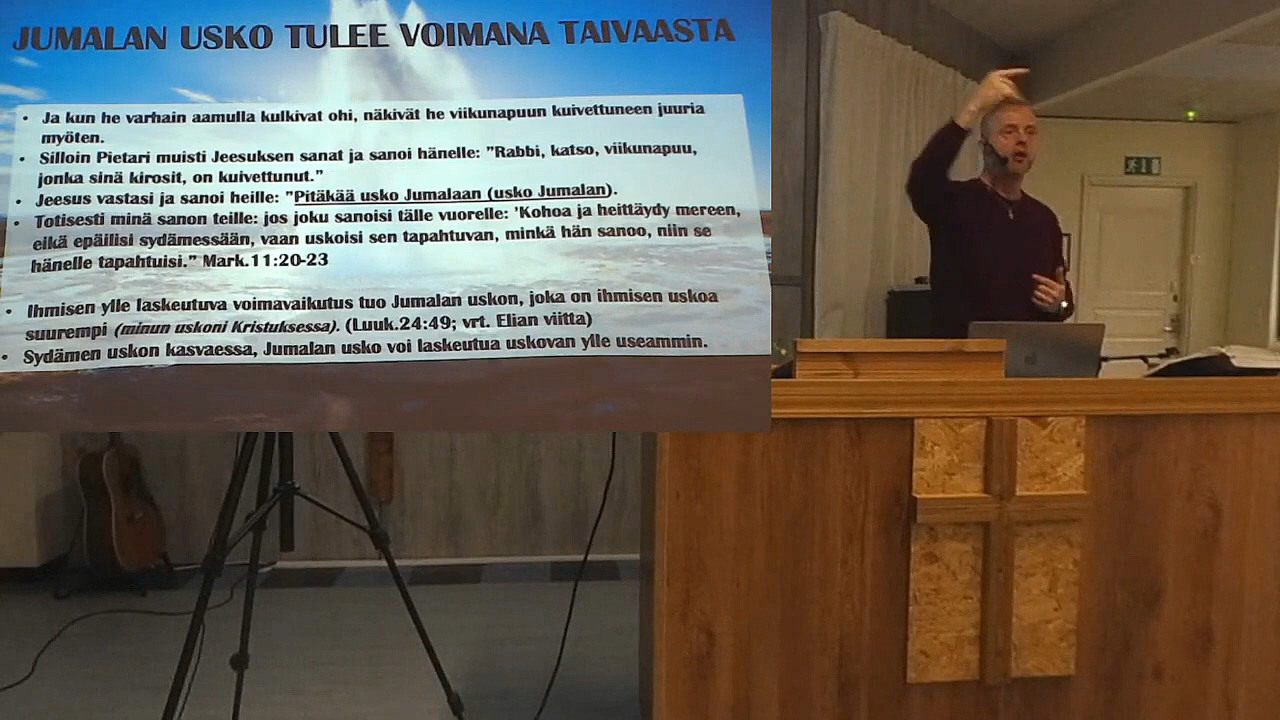 JUMALAN USKO TULEE VOIMANA TAIVAASTA
• Ja kun he varhain aamulla kulkivat ohi, näkivät he viikunapuun kuivettuneen juuria
myöten.
• Silloin Pietari muisti Jeesuksen sanat ja sanoi hänelle: ”Rabbi, katso, viikunapuu,
jonka sinä kirosit, on kuivettunut.”
• Jeesus vastasi ja sanoi heille: ”Pitäkää usko Jumalaan (usko Jumalan).
• Totisesti minä sanon teille: jos joku sanoisi tälle vuorelle: ’Kohoa ja heittäydy mereen,
eikä epäilisi sydämessään, vaan uskoisi sen tapahtuvan, minkä hän sanoo, niin se
hänelle tapahtuisi.” Mark.11:20-23
• Ihmisen ylle laskeutuva voimavaikutus tuo Jumalan uskon, joka on ihmisen uskoa
suurempi (minun uskoni Kristuksessa). (Luuk.24:49; vrt. Elian viitta)
• Sydämen uskon kasvaessa, Jumalan usko voi laskeutua uskovan ylle useammin.